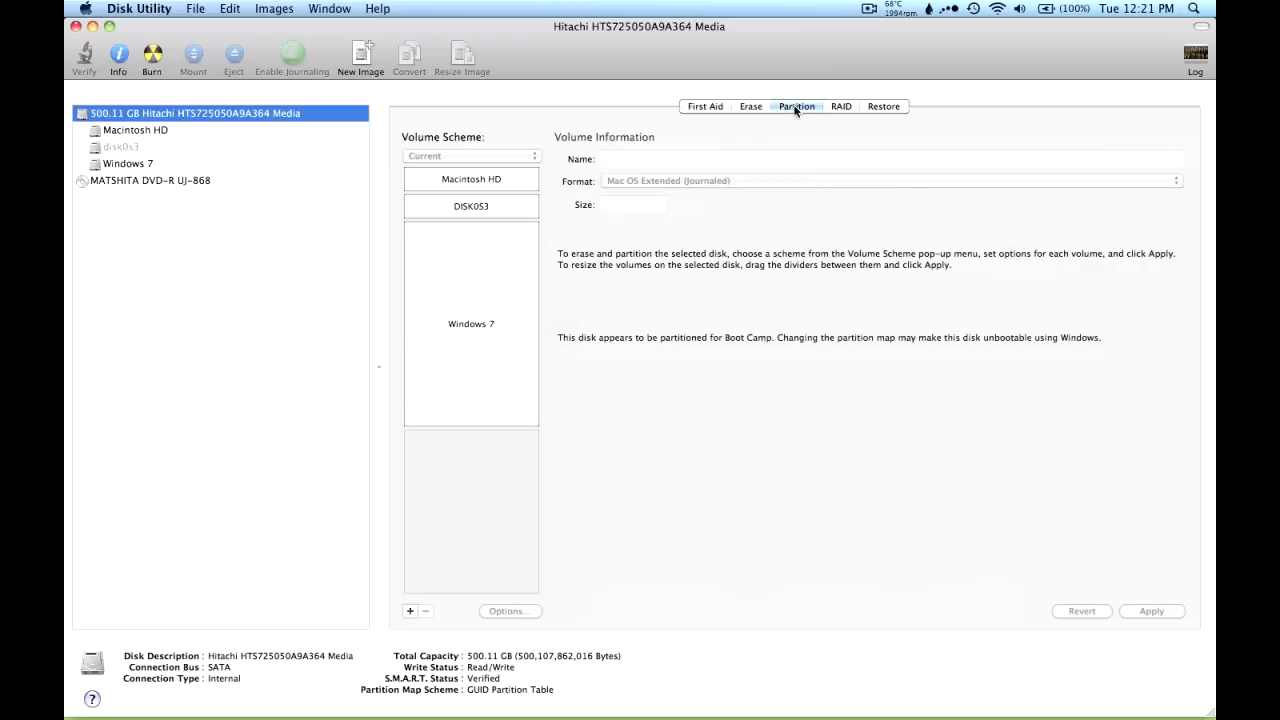 Disk Utility File Edit Images Window Help 68°C 1994rpm (100%) Tue 12:21 PM
Hitachi HTS725050A9A364 Media
Verify Info Burn Mount Eject Enable Journaling New Image Convert Resize Image Log
500.11 GB Hitachi HTS725050A9A364 Media
Macintosh HD
disk0s3
Windows 7
MATSHITA DVD-R UJ-868
First Aid Erase Partition RAID Restore
Volume Scheme:
Current
Macintosh HD
DISK0S3
Windows 7
+ − Options...
Volume Information
Name:
Format: Mac OS Extended (Journaled)
Size:
To erase and partition the selected disk, choose a scheme from the Volume Scheme pop-up menu, set options for each volume, and click Apply.
To resize the volumes on the selected disk, drag the dividers between them and click Apply.
This disk appears to be partitioned for Boot Camp. Changing the partition map may make this disk unbootable using Windows.
Revert Apply
Disk Description : Hitachi HTS725050A9A364 Media
Connection Bus : SATA
Connection Type : Internal
Total Capacity : 500.11 GB (500,107,862,016 Bytes)
Write Status : Read/Write
S.M.A.R.T. Status : Verified
Partition Map Scheme : GUID Partition Table
?